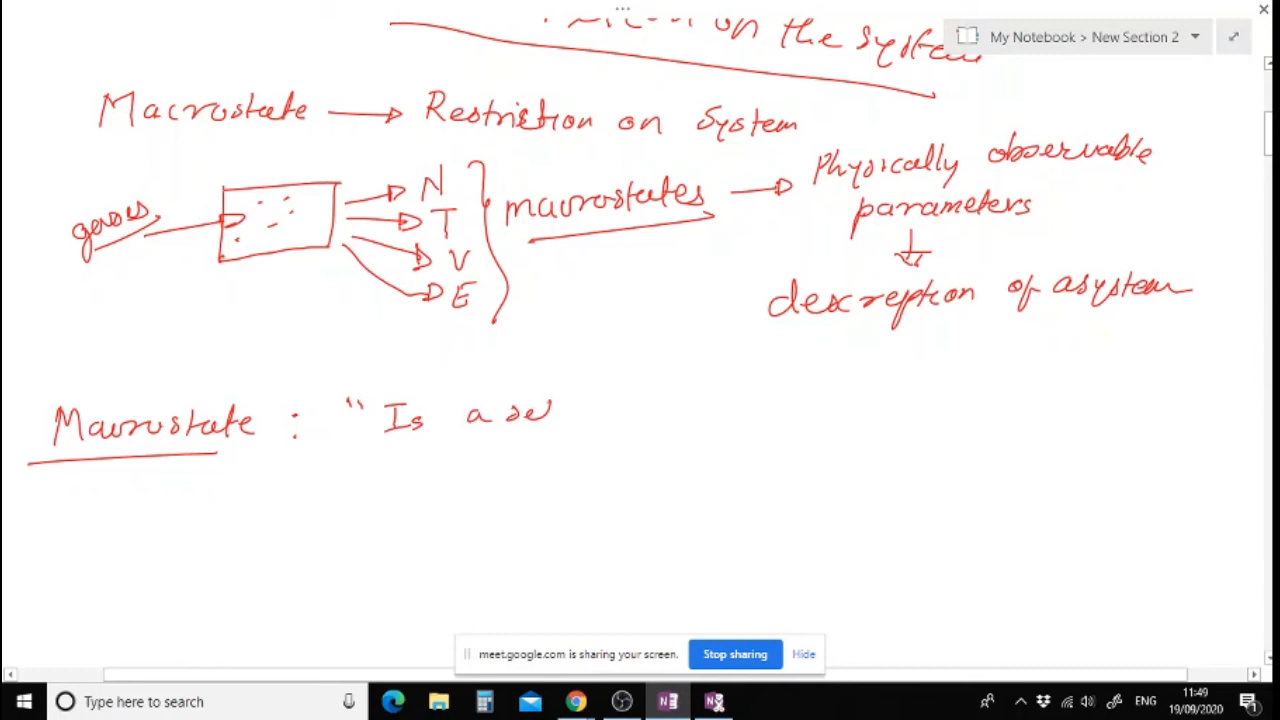 on the system
My Notebook > New Section 2
Macrostate → Restriction on System
N
T
V
E
macrostates → Physically observable
parameters
description of a system
Macrostate : " Is a se
meet.google.com is sharing your screen. Stop sharing Hide
Type here to search
ENG
11:49
19/09/2020
1